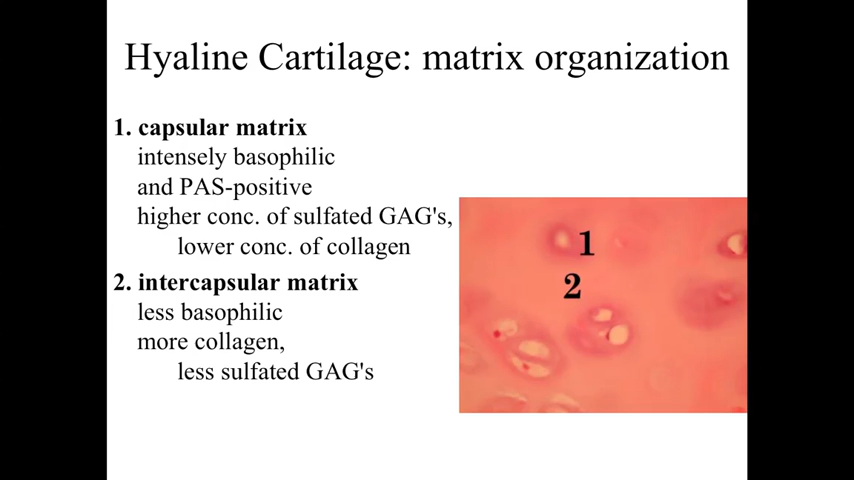 Hyaline Cartilage: matrix organization
1. capsular matrix
intensely basophilic
and PAS-positive
higher conc. of sulfated GAG's,
lower conc. of collagen
2. intercapsular matrix
less basophilic
more collagen,
less sulfated GAG's
1
2